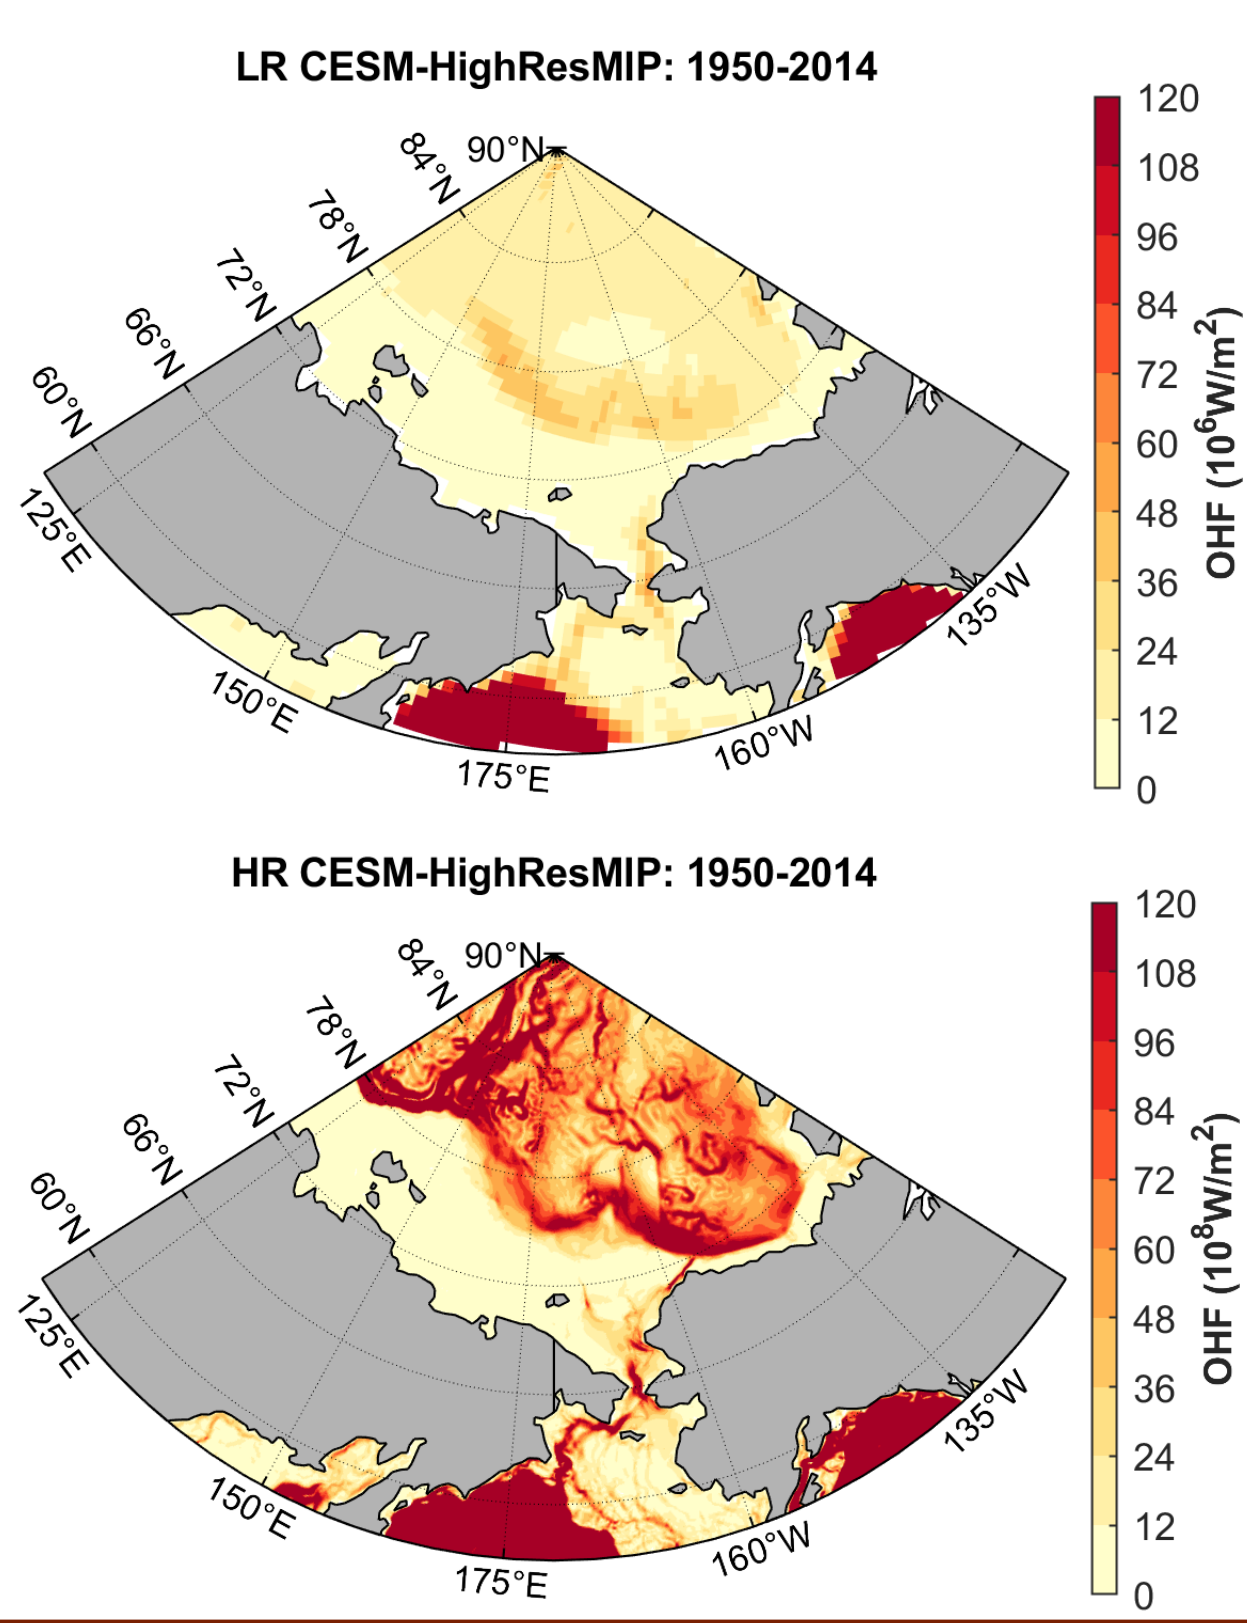 LR CESM-HighResMIP: 1950-2014
90°N
84°N
78°N
72°N
66°N
60°N
125°E
150°E
175°E
160°W
135°W
120
108
96
84
72
60
48
36
24
12
0
OHF (10⁶W/m²)
HR CESM-HighResMIP: 1950-2014
90°N
84°N
78°N
72°N
66°N
60°N
125°E
150°E
175°E
160°W
135°W
120
108
96
84
72
60
48
36
24
12
0
OHF (10⁸W/m²)